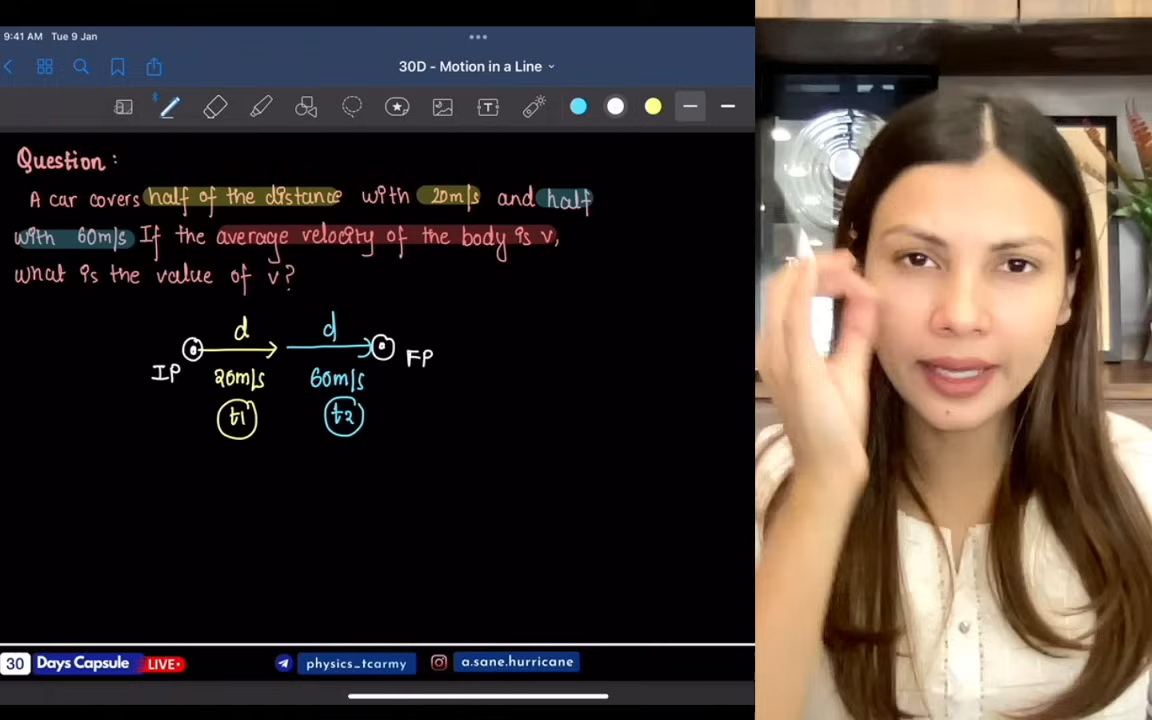 9:41 AM Tue 9 Jan
30D - Motion in a Line
Question :
A car covers half of the distance with 20m/s and half
with 60m/s If the average velocity of the body is v,
what is the value of v?
d d
IP FP
20m/s 60m/s
t1 t2
30 Days Capsule LIVE physics_tcarmy a.sane.hurricane